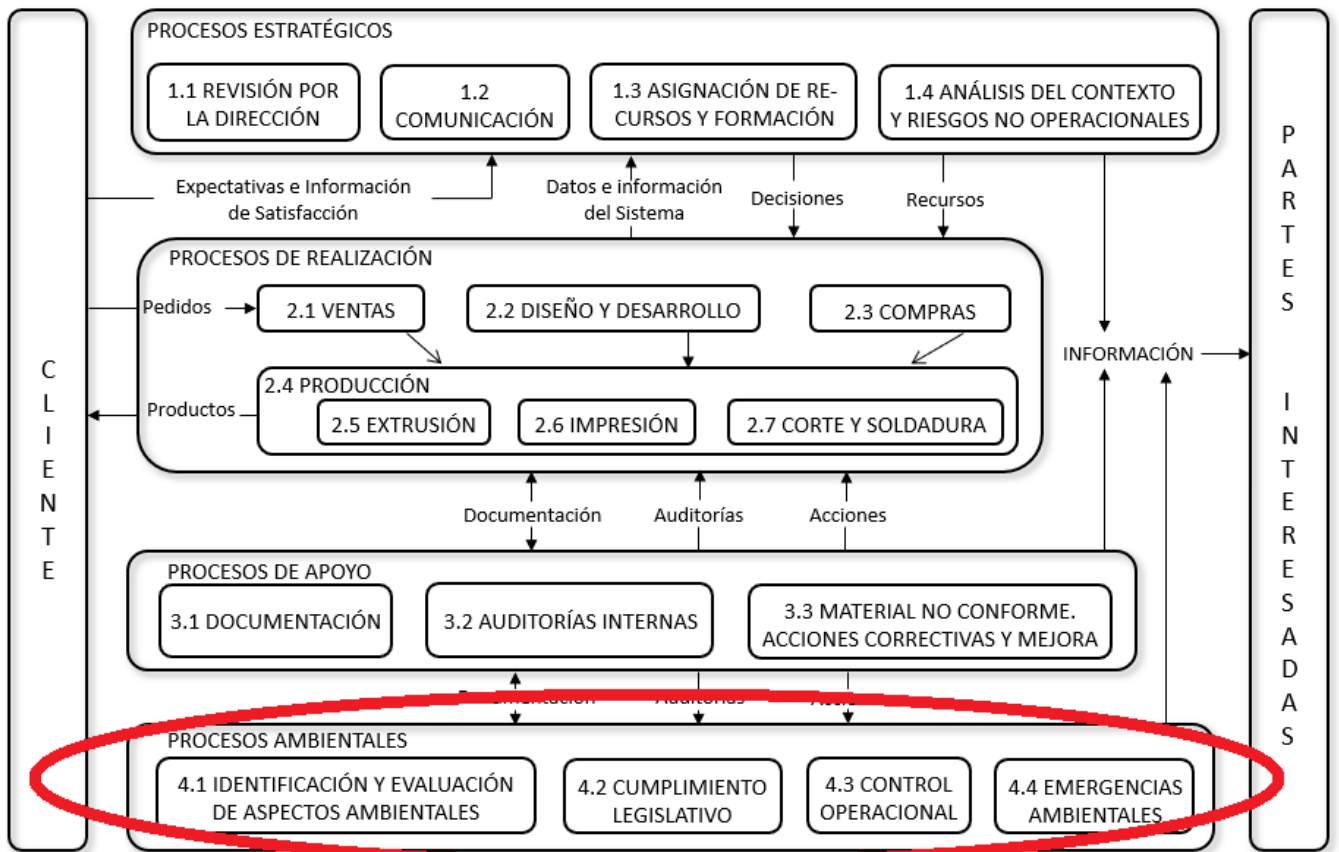 PROCESOS ESTRATÉGICOS
1.1 REVISIÓN POR
LA DIRECCIÓN
1.2
COMUNICACIÓN
1.3 ASIGNACIÓN DE RE-
CURSOS Y FORMACIÓN
1.4 ANÁLISIS DEL CONTEXTO
Y RIESGOS NO OPERACIONALES
Expectativas e Información
de Satisfacción
Datos e información
del Sistema
Decisiones
Recursos
PROCESOS DE REALIZACIÓN
Pedidos
2.1 VENTAS
2.2 DISEÑO Y DESARROLLO
2.3 COMPRAS
INFORMACIÓN
2.4 PRODUCCIÓN
Productos
2.5 EXTRUSIÓN
2.6 IMPRESIÓN
2.7 CORTE Y SOLDADURA
CLIENTE
PARTES INTERESADAS
Documentación
Auditorías
Acciones
PROCESOS DE APOYO
3.1 DOCUMENTACIÓN
3.2 AUDITORÍAS INTERNAS
3.3 MATERIAL NO CONFORME.
ACCIONES CORRECTIVAS Y MEJORA
PROCESOS AMBIENTALES
4.1 IDENTIFICACIÓN Y EVALUACIÓN
DE ASPECTOS AMBIENTALES
4.2 CUMPLIMIENTO
LEGISLATIVO
4.3 CONTROL
OPERACIONAL
4.4 EMERGENCIAS
AMBIENTALES